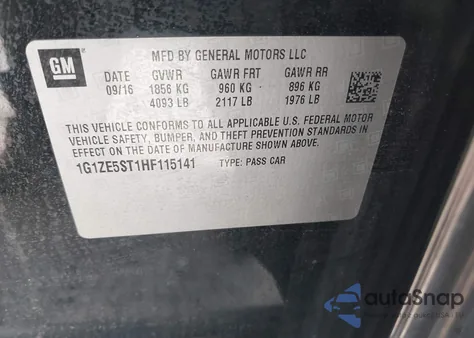 GM
MFD BY GENERAL MOTORS LLC
DATE GVWR GAWR FRT GAWR RR
09/16 1856 KG 960 KG 896 KG
4093 LB 2117 LB 1976 LB
THIS VEHICLE CONFORMS TO ALL APPLICABLE U.S. FEDERAL MOTOR
VEHICLE SAFETY, BUMPER, AND THEFT PREVENTION STANDARDS IN
EFFECT ON THE DATE OF MANUFACTURE SHOWN ABOVE.
1G1ZE5ST1HF115141 TYPE: PASS CAR
autoSnap